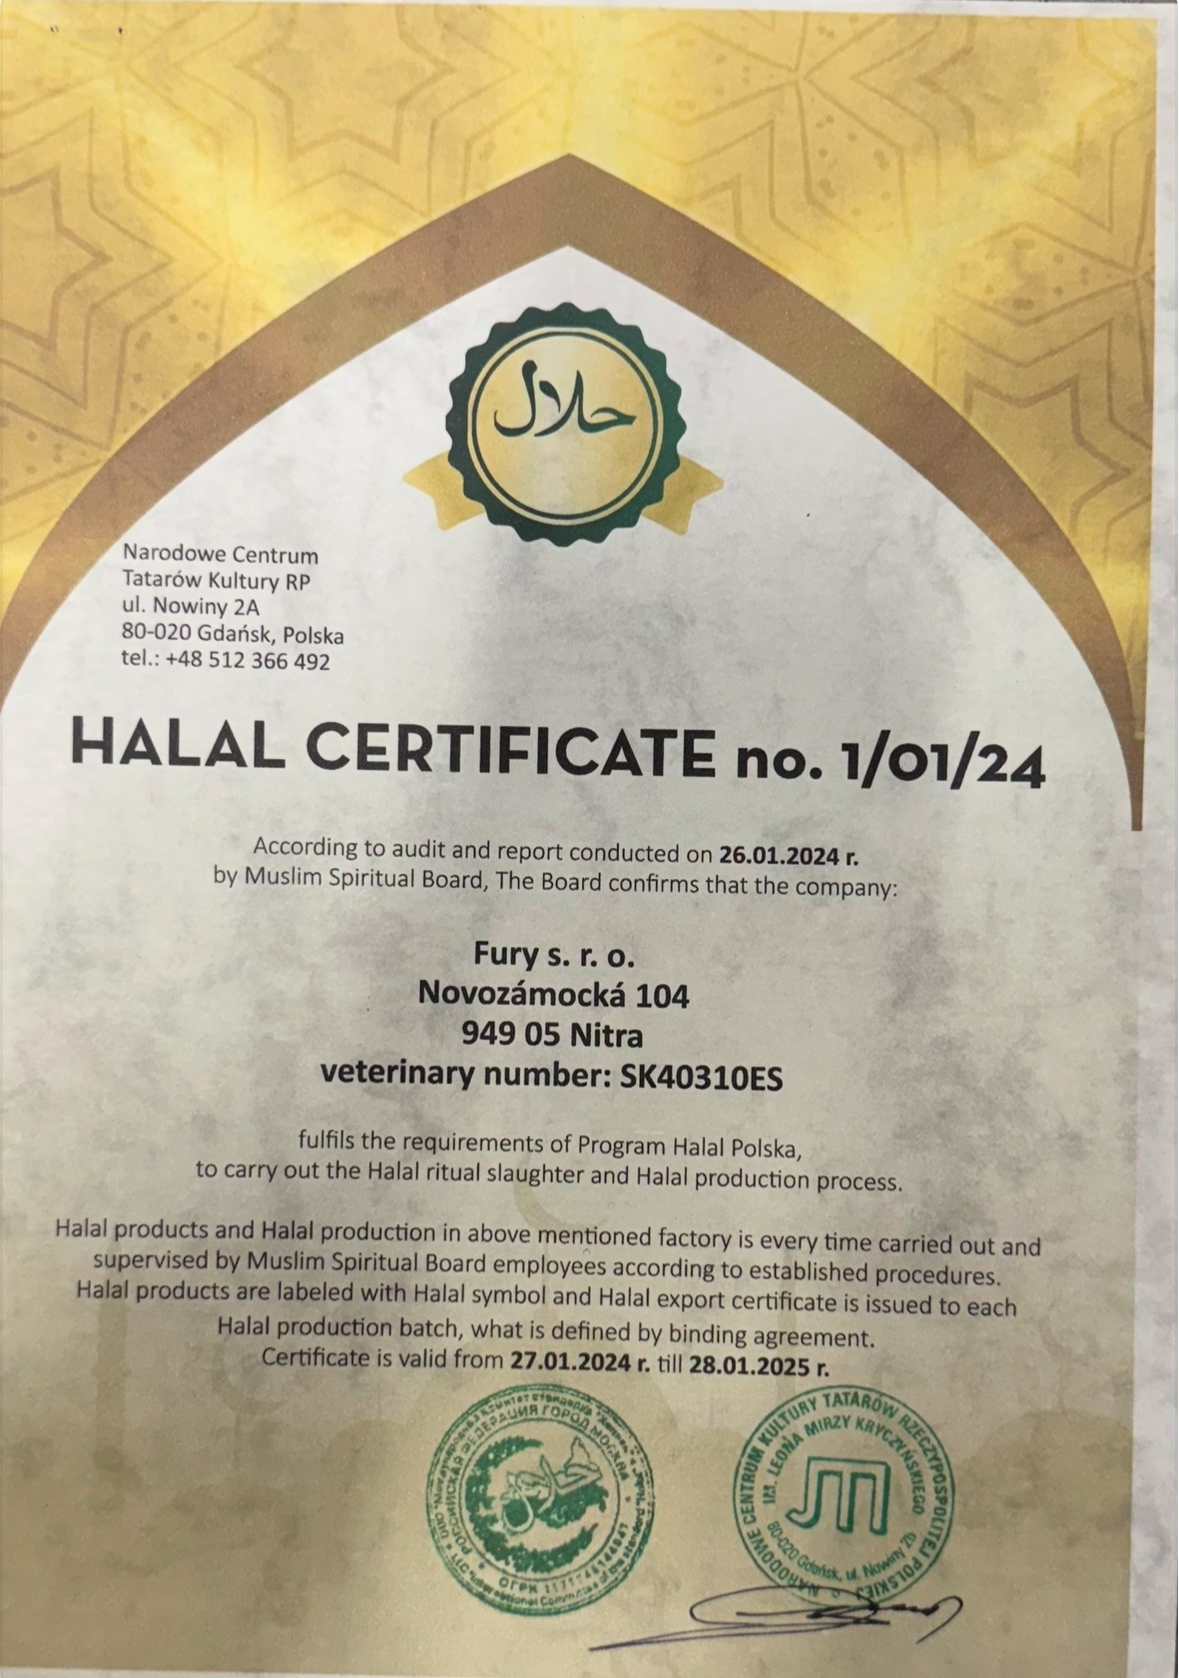 حلال
Narodowe Centrum
Tatarów Kultury RP
ul. Nowiny 2A
80-020 Gdańsk, Polska
tel.: +48 512 366 492
HALAL CERTIFICATE no. 1/01/24
According to audit and report conducted on 26.01.2024 r.
by Muslim Spiritual Board, The Board confirms that the company:
Fury s. r. o.
Novozámocká 104
949 05 Nitra
veterinary number: SK40310ES
fulfils the requirements of Program Halal Polska,
to carry out the Halal ritual slaughter and Halal production process.
Halal products and Halal production in above mentioned factory is every time carried out and
supervised by Muslim Spiritual Board employees according to established procedures.
Halal products are labeled with Halal symbol and Halal export certificate is issued to each
Halal production batch, what is defined by binding agreement.
Certificate is valid from 27.01.2024 r. till 28.01.2025 r.
РОССИЙСКАЯ ФЕДЕРАЦИЯ ГОРОД МОСКВА
ОГРН
NARODOWE CENTRUM KULTURY TATARÓW RZECZYPOSPOLITEJ POLSKIEJ
IM. LEONA MIRZY KRYCZYŃSKIEGO
80-020 Gdańsk, ul. Nowiny 2b